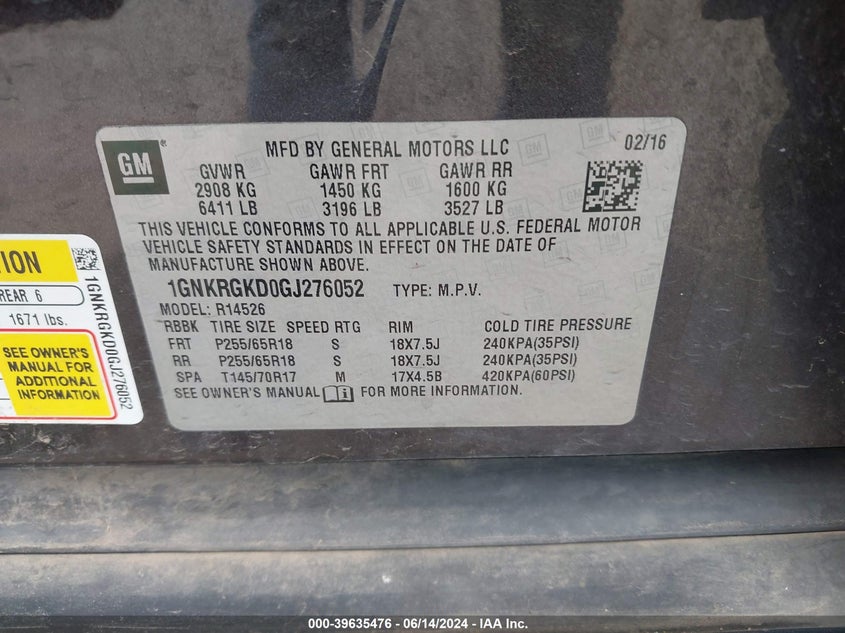 GM
MFD BY GENERAL MOTORS LLC 02/16
GVWR GAWR FRT GAWR RR
2908 KG 1450 KG 1600 KG
6411 LB 3196 LB 3527 LB
THIS VEHICLE CONFORMS TO ALL APPLICABLE U.S. FEDERAL MOTOR
VEHICLE SAFETY STANDARDS IN EFFECT ON THE DATE OF
MANUFACTURE SHOWN ABOVE.
1GNKRGKD0GJ276052 TYPE: M.P.V.
MODEL: R14526
RBBK TIRE SIZE SPEED RTG RIM COLD TIRE PRESSURE
FRT P255/65R18 S 18X7.5J 240KPA(35PSI)
RR P255/65R18 S 18X7.5J 240KPA(35PSI)
SPA T145/70R17 M 17X4.5B 420KPA(60PSI)
SEE OWNER'S MANUAL FOR MORE INFORMATION.
TION
REAR 6
1671 lbs.
SEE OWNER'S
MANUAL FOR
ADDITIONAL
INFORMATION
1GNKRGKD0GJ276052
000-39635476 - 06/14/2024 - IAA Inc.